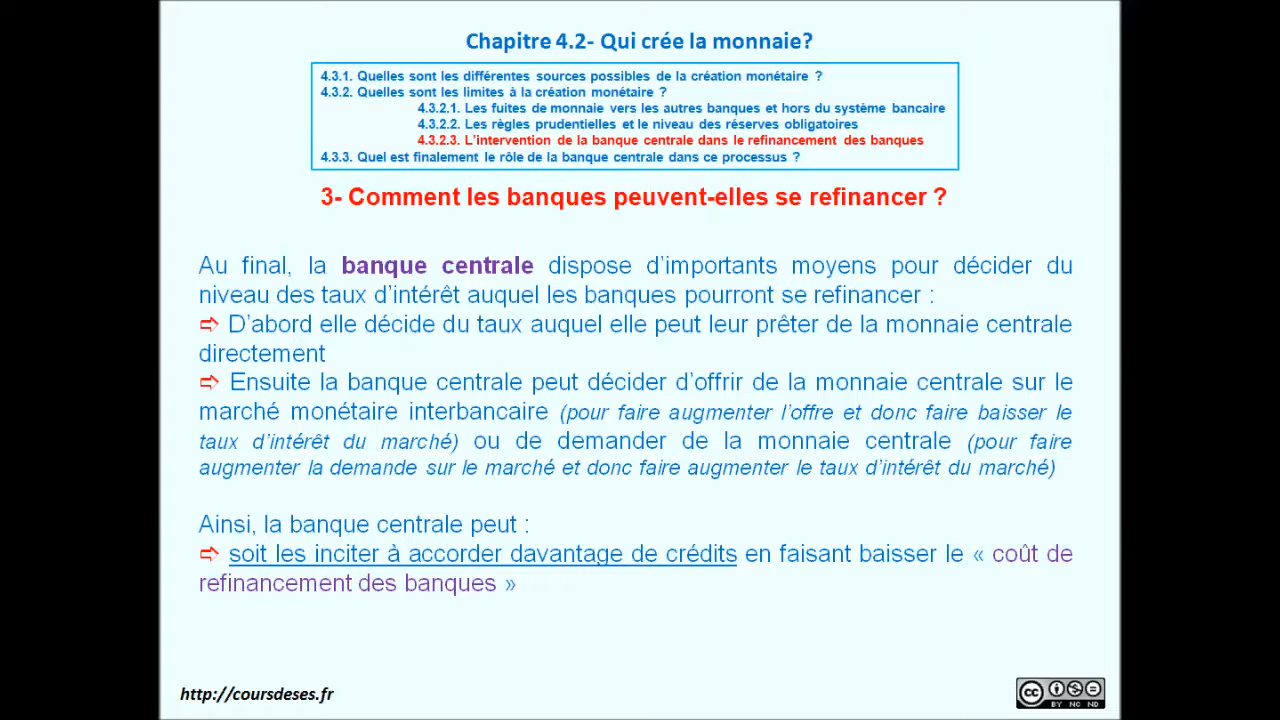 Chapitre 4.2- Qui crée la monnaie?
4.3.1. Quelles sont les différentes sources possibles de la création monétaire ?
4.3.2. Quelles sont les limites à la création monétaire ?
4.3.2.1. Les fuites de monnaie vers les autres banques et hors du système bancaire
4.3.2.2. Les règles prudentielles et le niveau des réserves obligatoires
4.3.2.3. L'intervention de la banque centrale dans le refinancement des banques
4.3.3. Quel est finalement le rôle de la banque centrale dans ce processus ?
3- Comment les banques peuvent-elles se refinancer ?
Au final, la banque centrale dispose d'importants moyens pour décider du
niveau des taux d'intérêt auquel les banques pourront se refinancer :
⇨ D'abord elle décide du taux auquel elle peut leur prêter de la monnaie centrale
directement
⇨ Ensuite la banque centrale peut décider d'offrir de la monnaie centrale sur le
marché monétaire interbancaire (pour faire augmenter l'offre et donc faire baisser le
taux d'intérêt du marché) ou de demander de la monnaie centrale (pour faire
augmenter la demande sur le marché et donc faire augmenter le taux d'intérêt du marché)
Ainsi, la banque centrale peut :
⇨ soit les inciter à accorder davantage de crédits en faisant baisser le « coût de
refinancement des banques »
http://coursdeses.fr
cc
BY NC ND